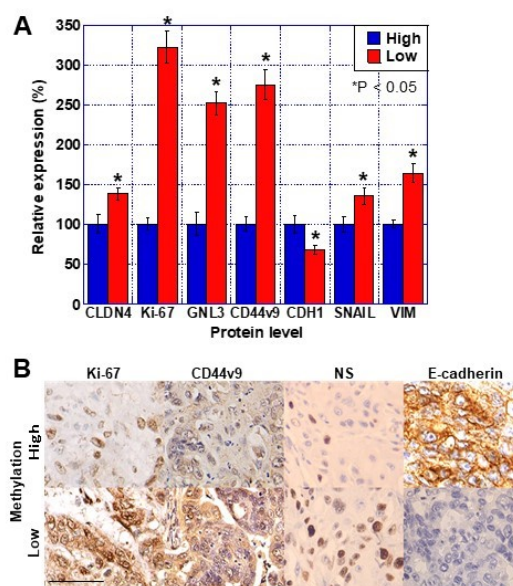 A
Relative expression (%)
350
300
250
200
150
100
50
0
High
Low
*P < 0.05
* * * * * * *
CLDN4 Ki-67 GNL3 CD44v9 CDH1 SNAIL VIM
Protein level
B
Ki-67 CD44v9 NS E-cadherin
Methylation
High
Low